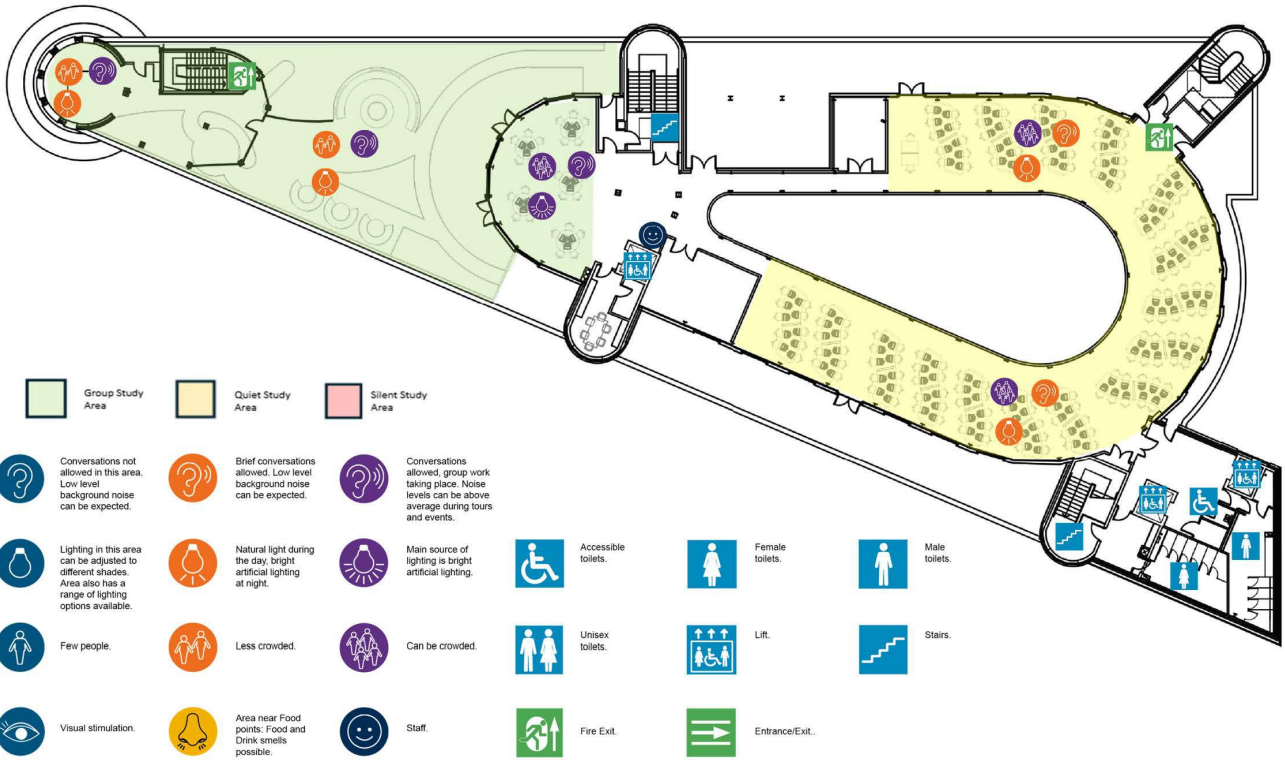 Group Study
Area
Quiet Study
Area
Silent Study
Area
Conversations not
allowed in this area.
Low level
background noise
can be expected.
Brief conversations
allowed. Low level
background noise
can be expected.
Conversations
allowed, group work
taking place. Noise
levels can be above
average during tours
and events.
Lighting in this area
can be adjusted to
different shades.
Area also has a
range of lighting
options available.
Natural light during
the day, bright
artificial lighting
at night.
Main source of
lighting is bright
artificial lighting.
Accessible
toilets.
Female
toilets.
Male
toilets.
Few people.
Less crowded.
Can be crowded.
Unisex
toilets.
Lift.
Stairs.
Visual stimulation.
Area near Food
points: Food and
Drink smells
possible.
Staff.
Fire Exit.
Entrance/Exit..